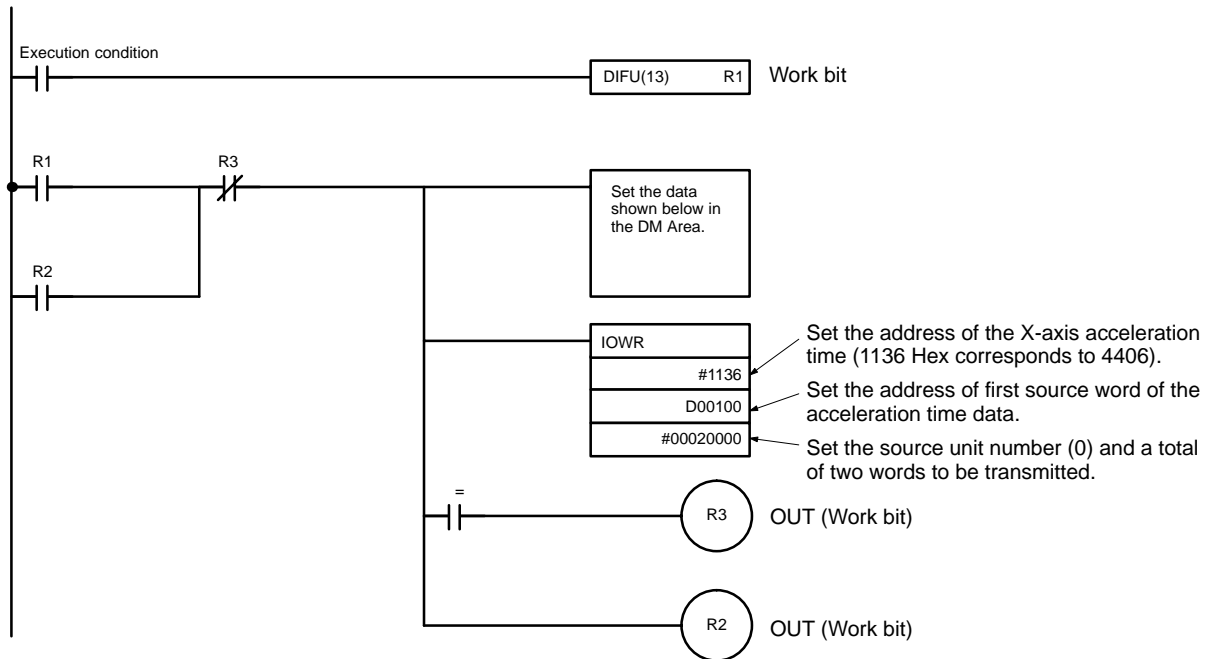 Execution condition
DIFU(13) R1
Work bit
R1
R3
Set the data
shown below in
the DM Area.
R2
IOWR
#1136
D00100
#00020000
Set the address of the X-axis acceleration
time (1136 Hex corresponds to 4406).
Set the address of first source word of the
acceleration time data.
Set the source unit number (0) and a total
of two words to be transmitted.
=
R3
OUT (Work bit)
R2
OUT (Work bit)